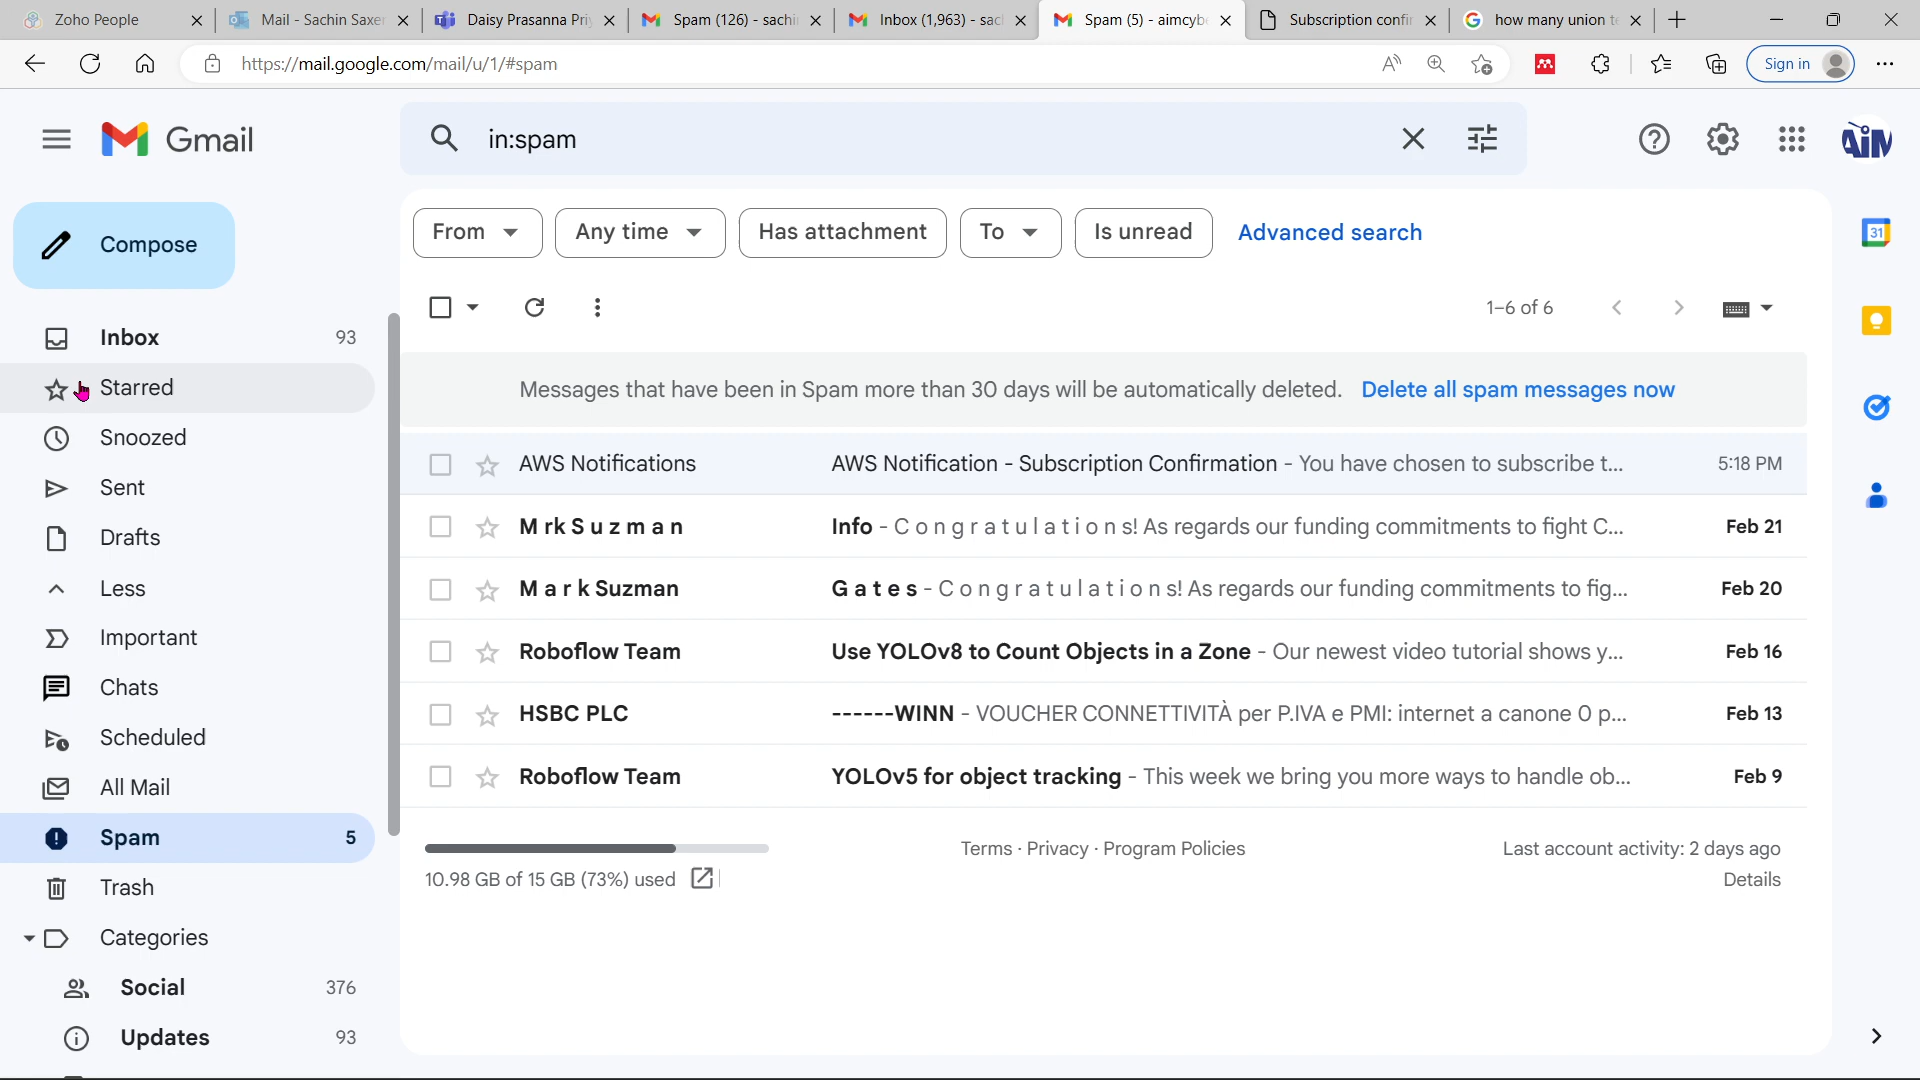 Zoho People
Mail - Sachin Saxe
Daisy Prasanna Pri
Spam (126) - sachi
Inbox (1,963) - sac
Spam (5) - aimcyb
Subscription confi
how many union t
https://mail.google.com/mail/u/1/#spam
Sign in
Gmail
in:spam
AiM
Compose
From
Any time
Has attachment
To
Is unread
Advanced search
1–6 of 6
Inbox 93
Starred
Snoozed
Sent
Drafts
Less
Important
Chats
Scheduled
All Mail
Spam 5
Trash
Categories
Social 376
Updates 93
31
Messages that have been in Spam more than 30 days will be automatically deleted. Delete all spam messages now
AWS Notifications AWS Notification - Subscription Confirmation - You have chosen to subscribe t... 5:18 PM
M rk S u z m a n Info - C o n g r a t u l a t i o n s! As regards our funding commitments to fight C... Feb 21
M a r k Suzman G a t e s - C o n g r a t u l a t i o n s! As regards our funding commitments to fig... Feb 20
Roboflow Team Use YOLOv8 to Count Objects in a Zone - Our newest video tutorial shows y... Feb 16
HSBC PLC ------WINN - VOUCHER CONNETTIVITÀ per P.IVA e PMI: internet a canone 0 p... Feb 13
Roboflow Team YOLOv5 for object tracking - This week we bring you more ways to handle ob... Feb 9
Terms · Privacy · Program Policies
Last account activity: 2 days ago
10.98 GB of 15 GB (73%) used
Details